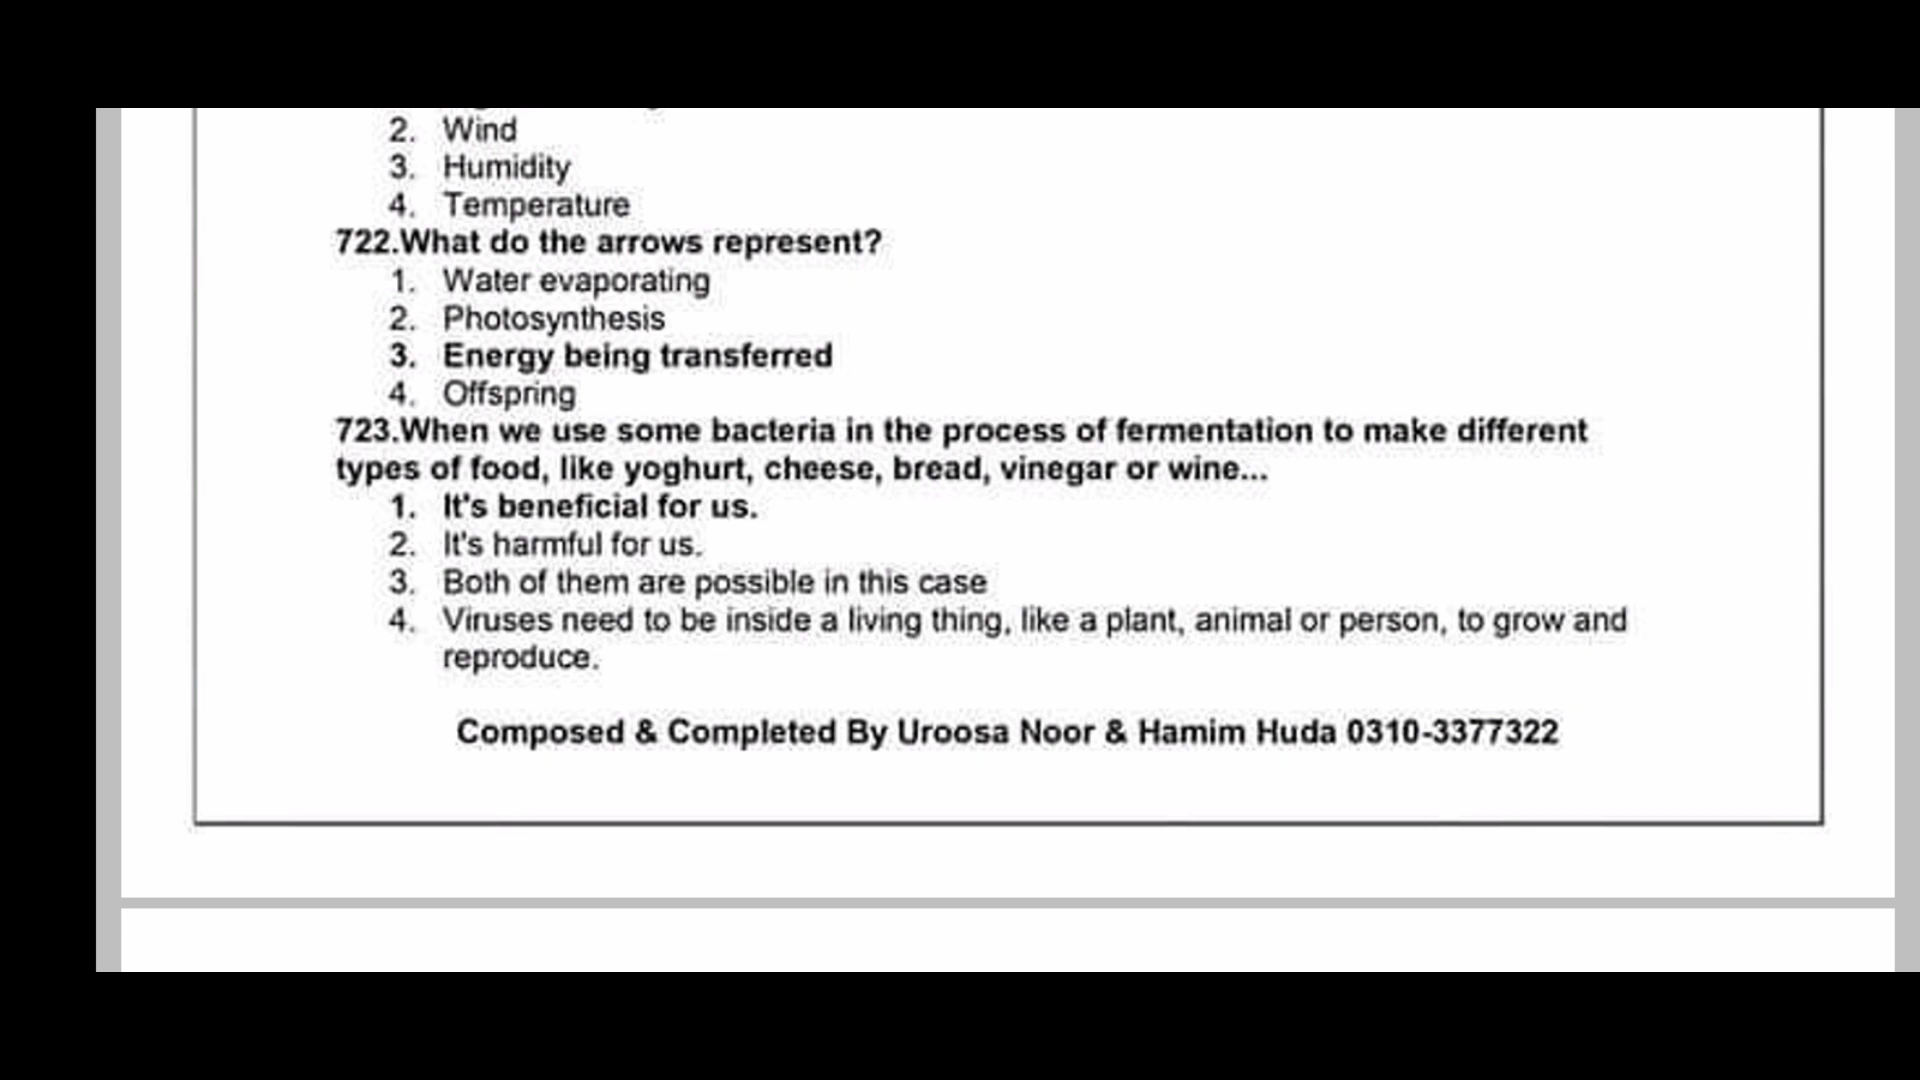 2. Wind
3. Humidity
4. Temperature
722.What do the arrows represent?
1. Water evaporating
2. Photosynthesis
3. Energy being transferred
4. Offspring
723.When we use some bacteria in the process of fermentation to make different
types of food, like yoghurt, cheese, bread, vinegar or wine...
1. It's beneficial for us.
2. It's harmful for us.
3. Both of them are possible in this case
4. Viruses need to be inside a living thing, like a plant, animal or person, to grow and
reproduce.
Composed & Completed By Uroosa Noor & Hamim Huda 0310-3377322